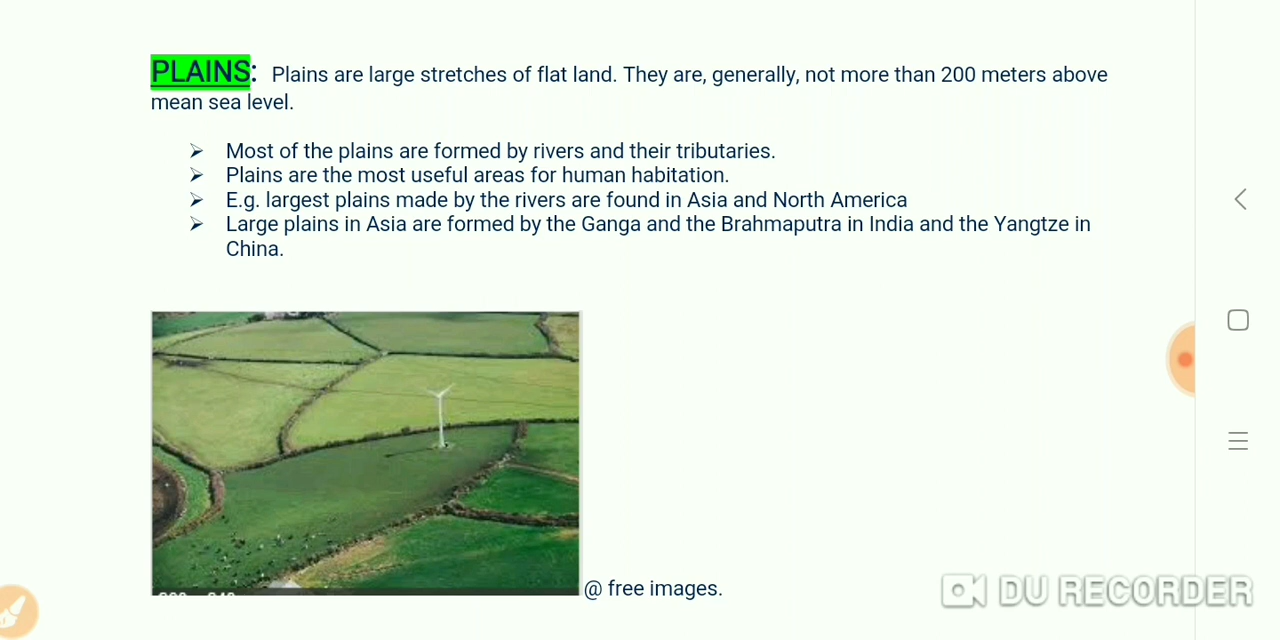 PLAINS: Plains are large stretches of flat land. They are, generally, not more than 200 meters above
mean sea level.
➢ Most of the plains are formed by rivers and their tributaries.
➢ Plains are the most useful areas for human habitation.
➢ E.g. largest plains made by the rivers are found in Asia and North America
➢ Large plains in Asia are formed by the Ganga and the Brahmaputra in India and the Yangtze in
China.
@ free images.
DU RECORDER